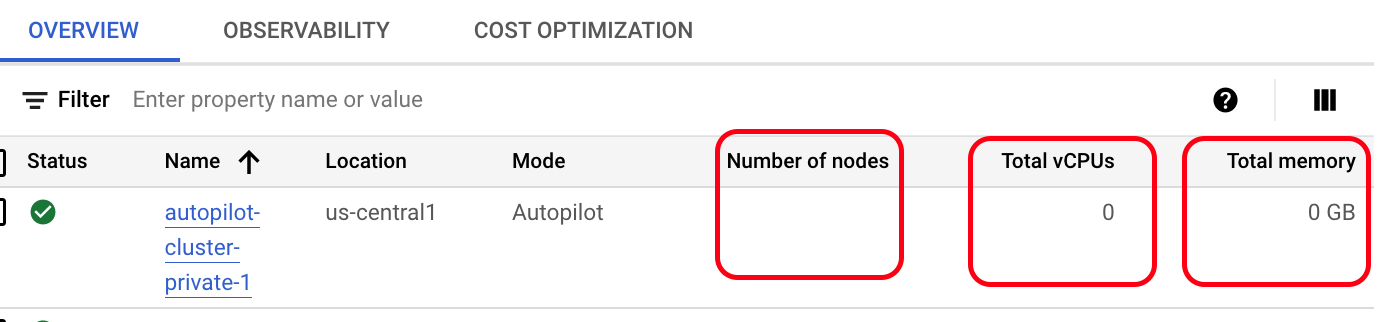 OVERVIEW OBSERVABILITY COST OPTIMIZATION
Filter Enter property name or value ?
Status Name Location Mode Number of nodes Total vCPUs Total memory
autopilot- us-central1 Autopilot 0 0 GB
cluster-
private-1